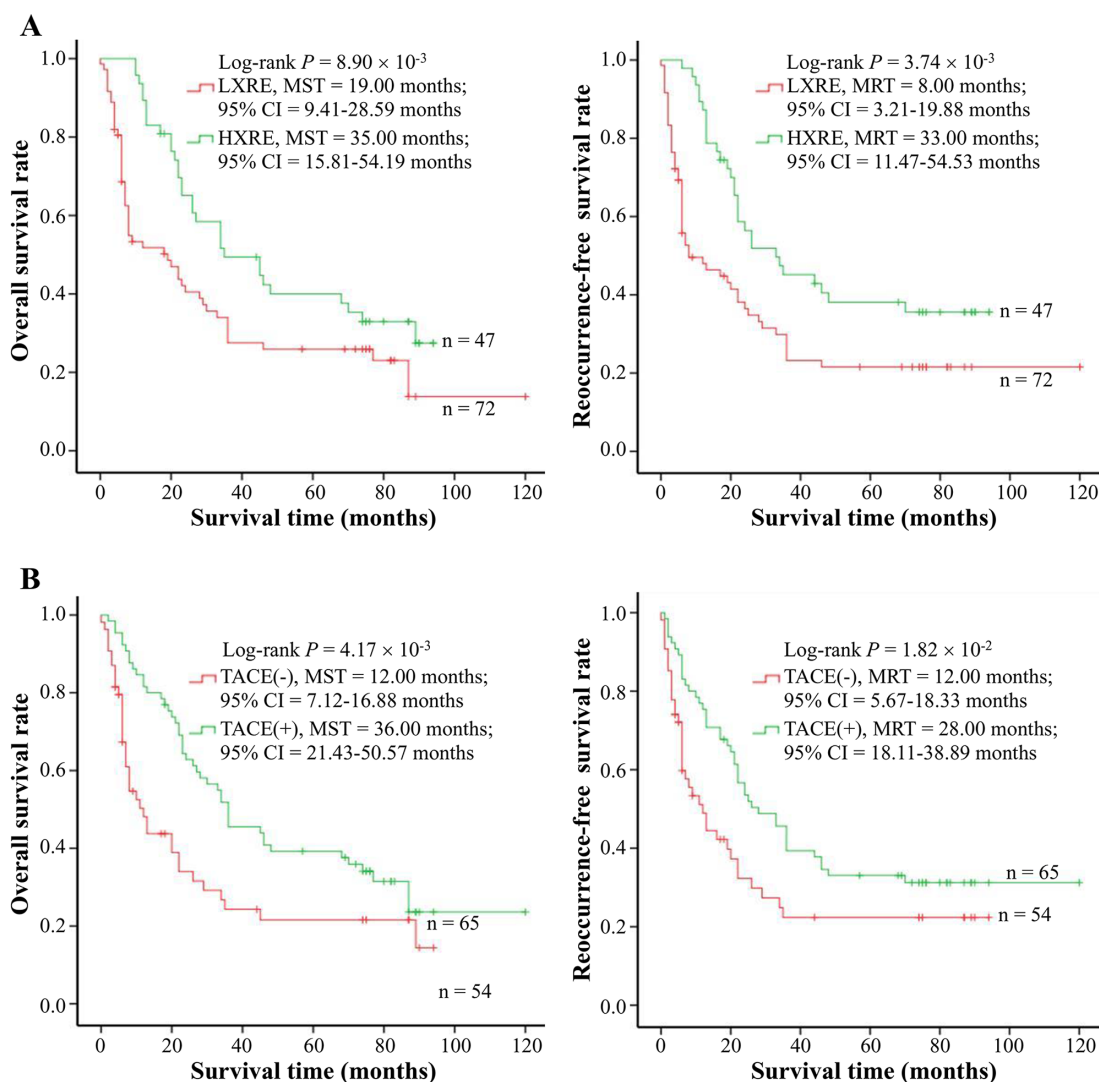 A
Log-rank P = 8.90 × 10-3
LXRE, MST = 19.00 months;
95% CI = 9.41-28.59 months
HXRE, MST = 35.00 months;
95% CI = 15.81-54.19 months
Overall survival rate
1.0
0.8
0.6
0.4
0.2
0.0
n = 47
n = 72
0 20 40 60 80 100 120
Survival time (months)
Log-rank P = 3.74 × 10-3
LXRE, MRT = 8.00 months;
95% CI = 3.21-19.88 months
HXRE, MRT = 33.00 months;
95% CI = 11.47-54.53 months
Reoccurrence-free survival rate
1.0
0.8
0.6
0.4
0.2
0.0
n = 47
n = 72
0 20 40 60 80 100 120
Survival time (months)
B
Log-rank P = 4.17 × 10-3
TACE(-), MST = 12.00 months;
95% CI = 7.12-16.88 months
TACE(+), MST = 36.00 months;
95% CI = 21.43-50.57 months
Overall survival rate
1.0
0.8
0.6
0.4
0.2
0.0
n = 65
n = 54
0 20 40 60 80 100 120
Survival time (months)
Log-rank P = 1.82 × 10-2
TACE(-), MRT = 12.00 months;
95% CI = 5.67-18.33 months
TACE(+), MRT = 28.00 months;
95% CI = 18.11-38.89 months
Reoccurrence-free survival rate
1.0
0.8
0.6
0.4
0.2
0.0
n = 65
n = 54
0 20 40 60 80 100 120
Survival time (months)